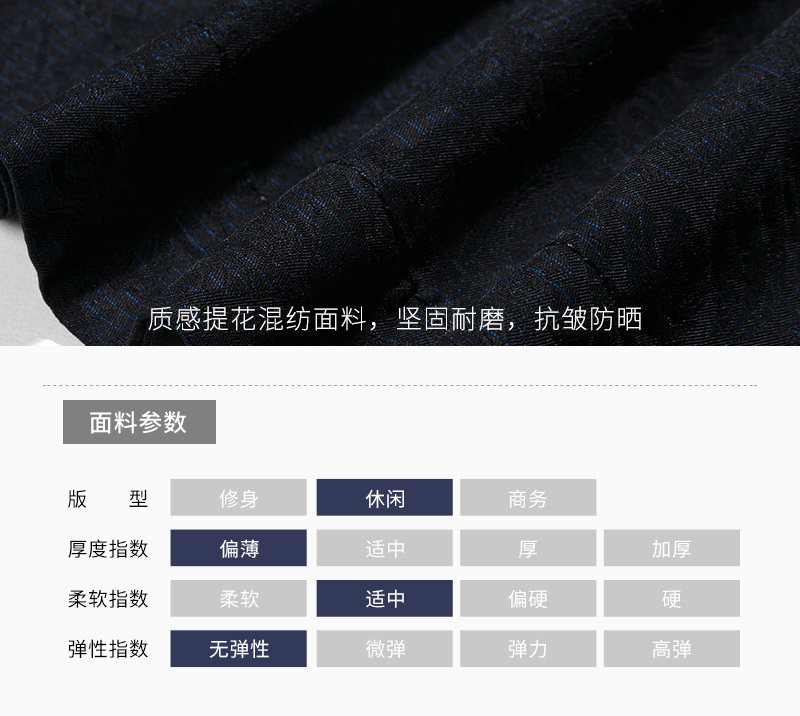 质感提花混纺面料，坚固耐磨，抗皱防晒
面料参数
版 型 修身 休闲 商务
厚度指数 偏薄 适中 厚 加厚
柔软指数 柔软 适中 偏硬 硬
弹性指数 无弹性 微弹 弹力 高弹